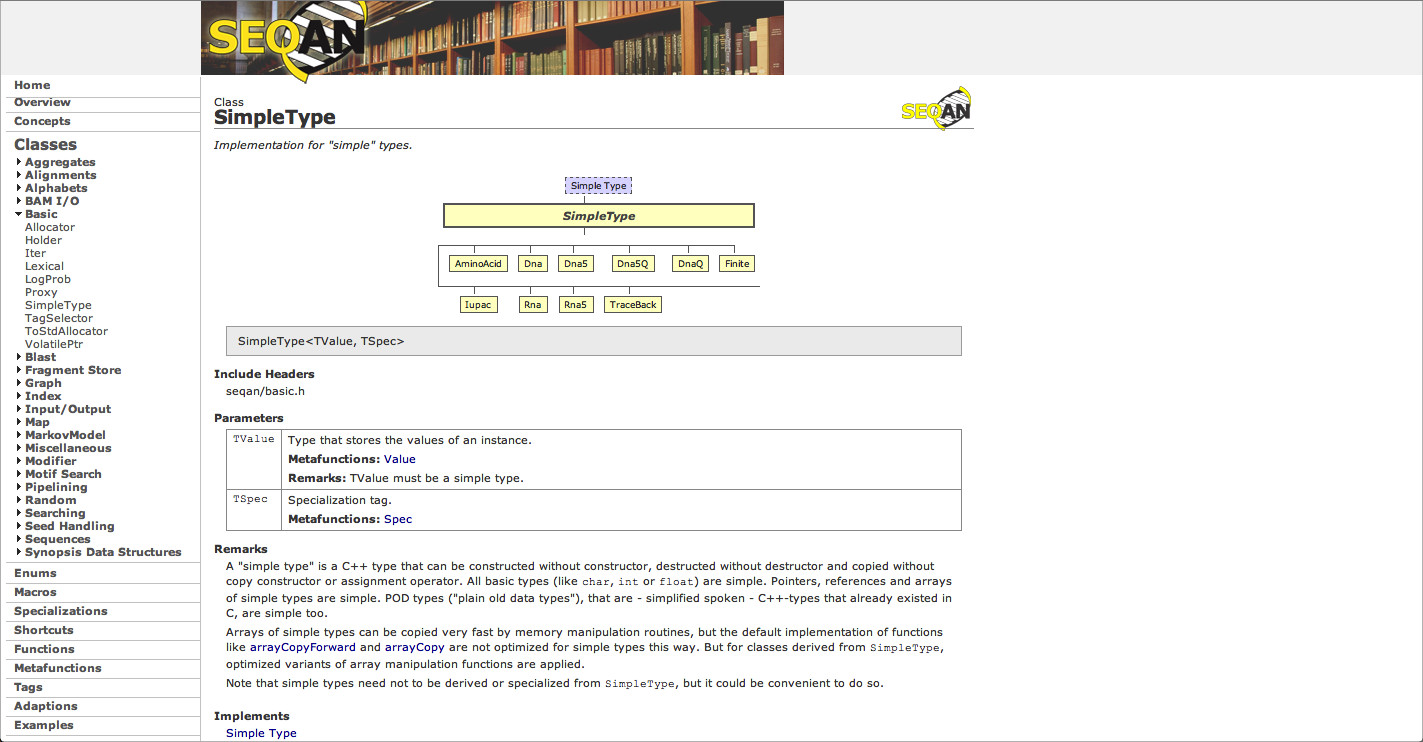 SEQAN
Home
Overview
Concepts
Classes
Aggregates
Alignments
Alphabets
BAM I/O
Basic
Allocator
Holder
Iter
Lexical
LogProb
Proxy
SimpleType
TagSelector
ToStdAllocator
VolatilePtr
Blast
Fragment Store
Graph
Index
Input/Output
Map
MarkovModel
Miscellaneous
Modifier
Motif Search
Pipelining
Random
Searching
Seed Handling
Sequences
Synopsis Data Structures
Enums
Macros
Specializations
Shortcuts
Functions
Metafunctions
Tags
Adaptions
Examples
Class
SimpleType
SEQAN
Implementation for "simple" types.
Simple Type
SimpleType
AminoAcid Dna Dna5 Dna5Q DnaQ Finite
Iupac Rna Rna5 TraceBack
SimpleType<TValue, TSpec>
Include Headers
seqan/basic.h
Parameters
TValue Type that stores the values of an instance.
Metafunctions: Value
Remarks: TValue must be a simple type.
TSpec Specialization tag.
Metafunctions: Spec
Remarks
A "simple type" is a C++ type that can be constructed without constructor, destructed without destructor and copied without
copy constructor or assignment operator. All basic types (like char, int or float) are simple. Pointers, references and arrays
of simple types are simple. POD types ("plain old data types"), that are - simplified spoken - C++-types that already existed in
C, are simple too.
Arrays of simple types can be copied very fast by memory manipulation routines, but the default implementation of functions
like arrayCopyForward and arrayCopy are not optimized for simple types this way. But for classes derived from SimpleType,
optimized variants of array manipulation functions are applied.
Note that simple types need not to be derived or specialized from SimpleType, but it could be convenient to do so.
Implements
Simple Type